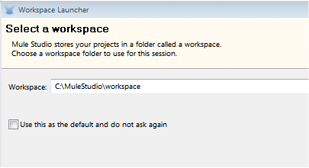 Workspace Launcher
Select a workspace
Mule Studio stores your projects in a folder called a workspace.
Choose a workspace folder to use for this session.
Workspace: C:\MuleStudio\workspace
Use this as the default and do not ask again